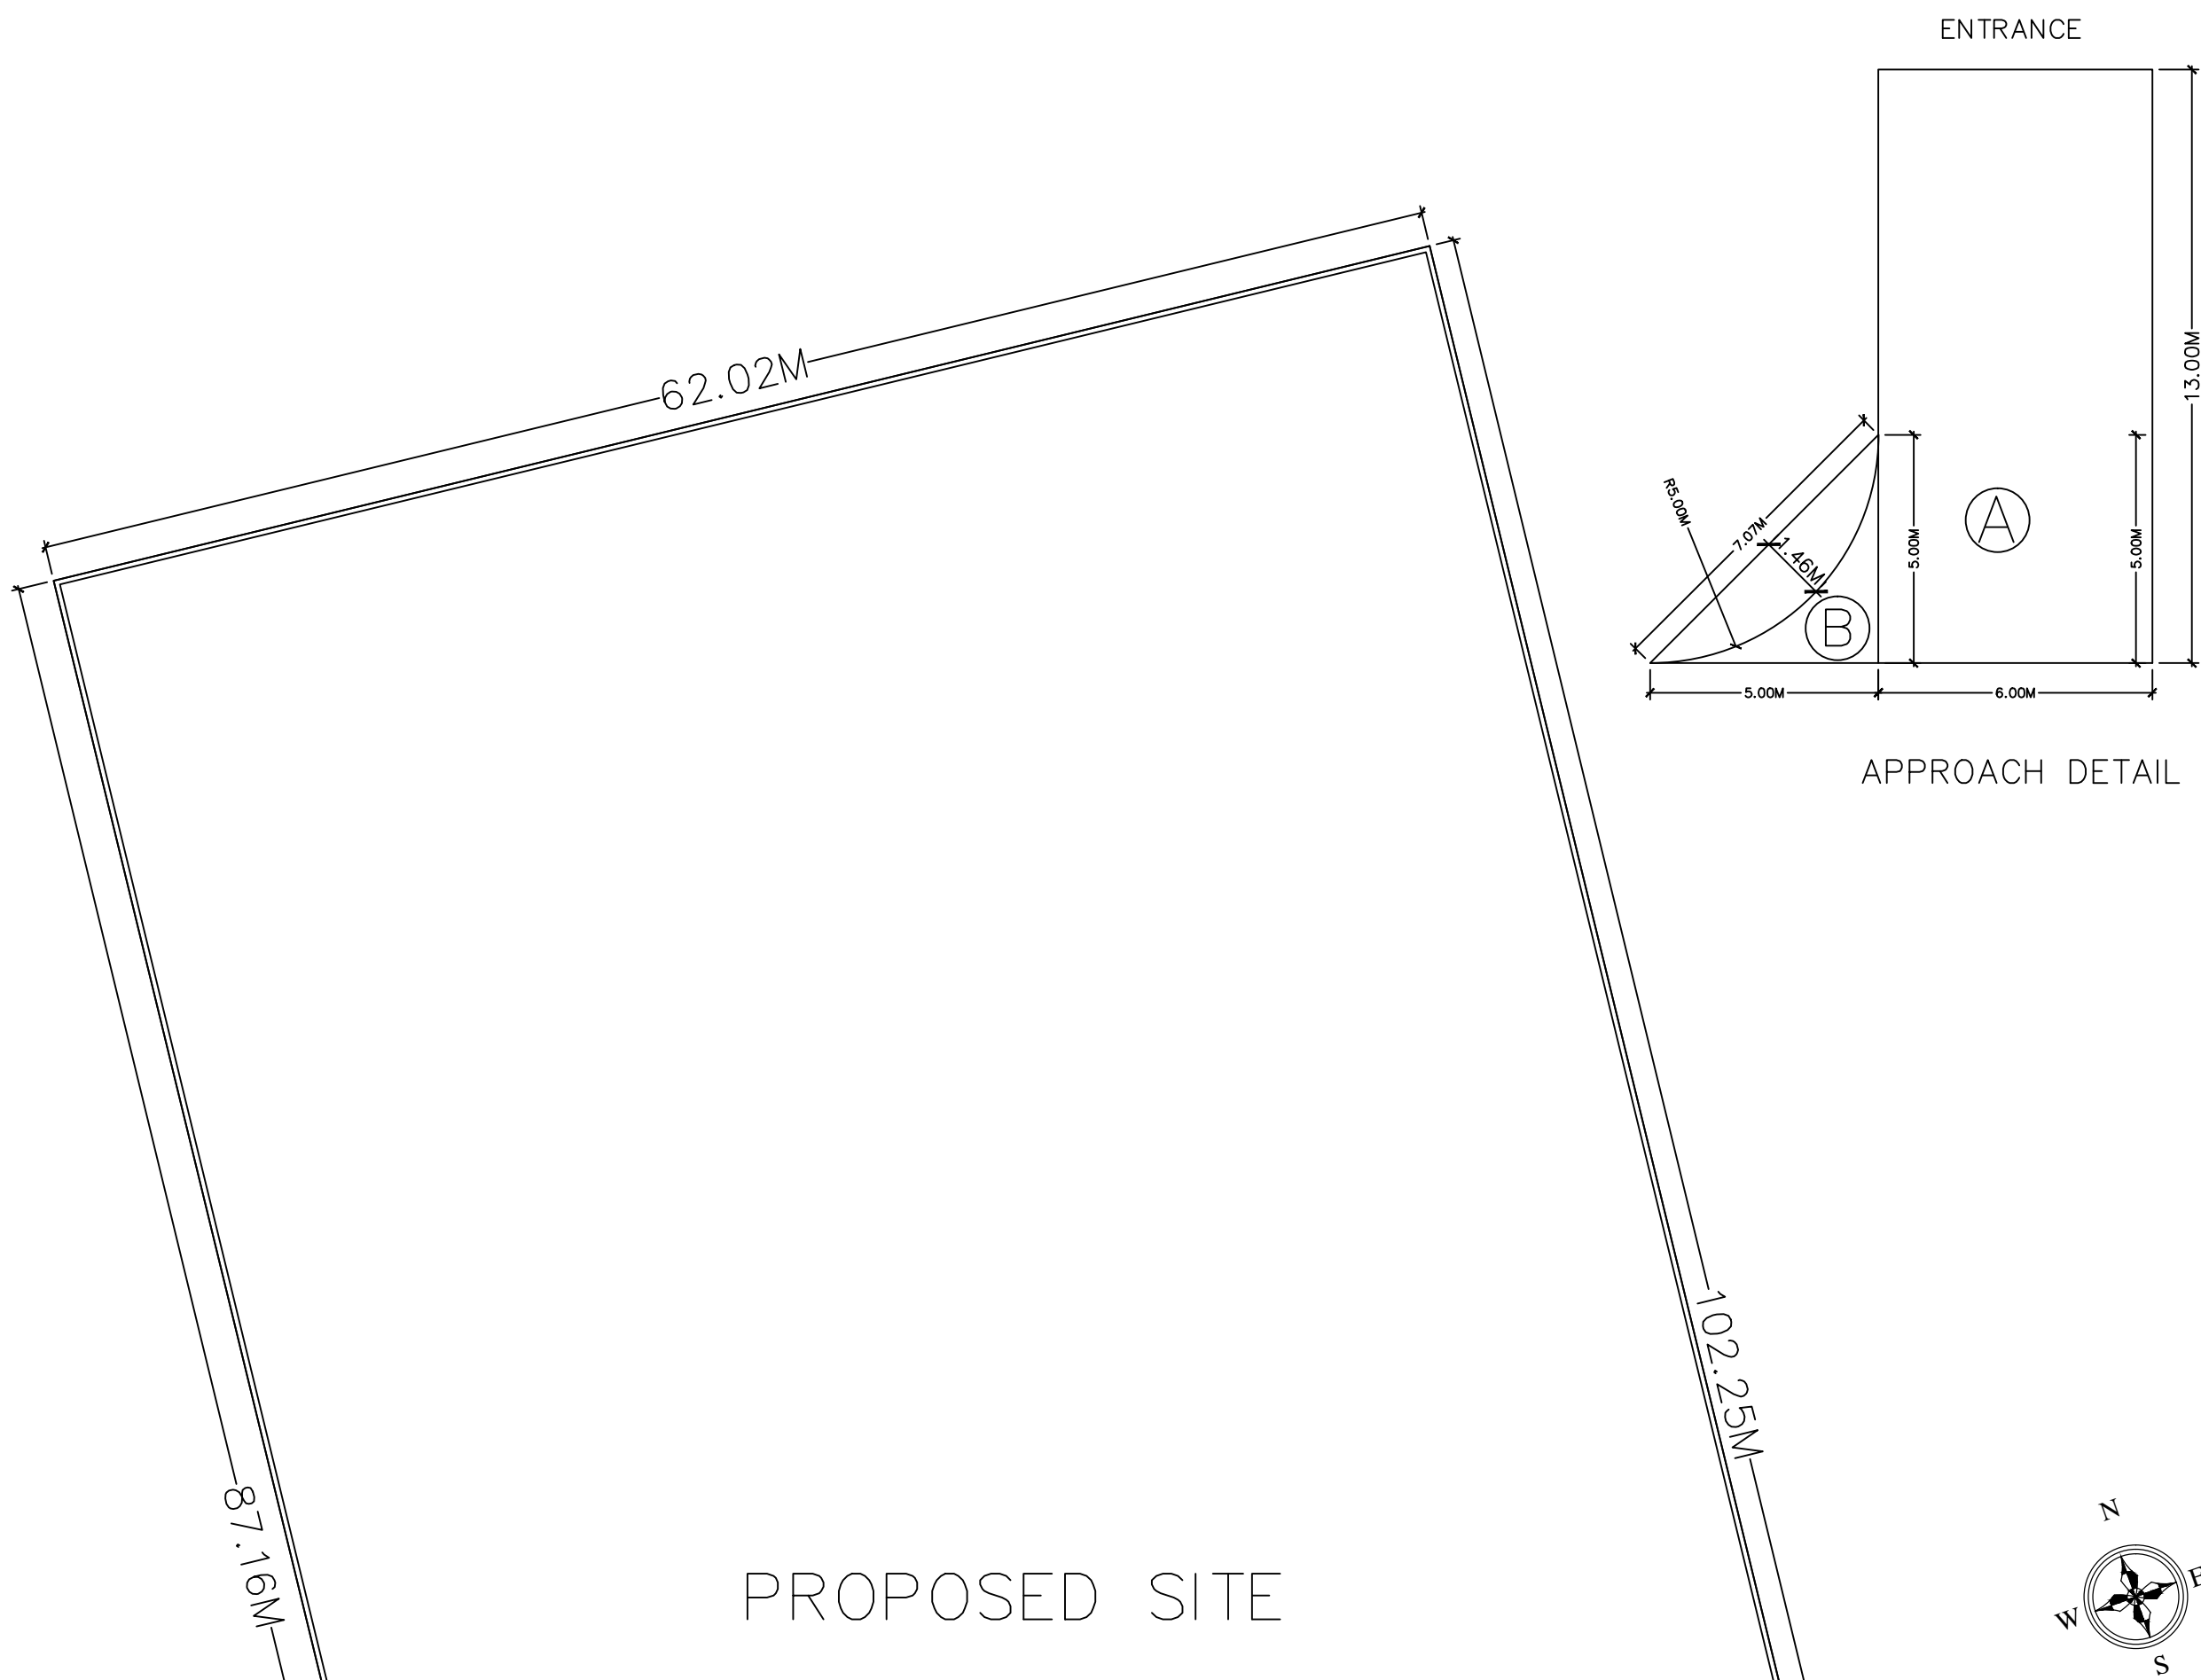 ENTRANCE
62.02M
13.00M
R5.00M
7.07M
1.46M
5.00M
A
5.00M
B
5.00M
6.00M
APPROACH DETAIL
102.25M
87.16M
PROPOSED SITE
N
E
W
S